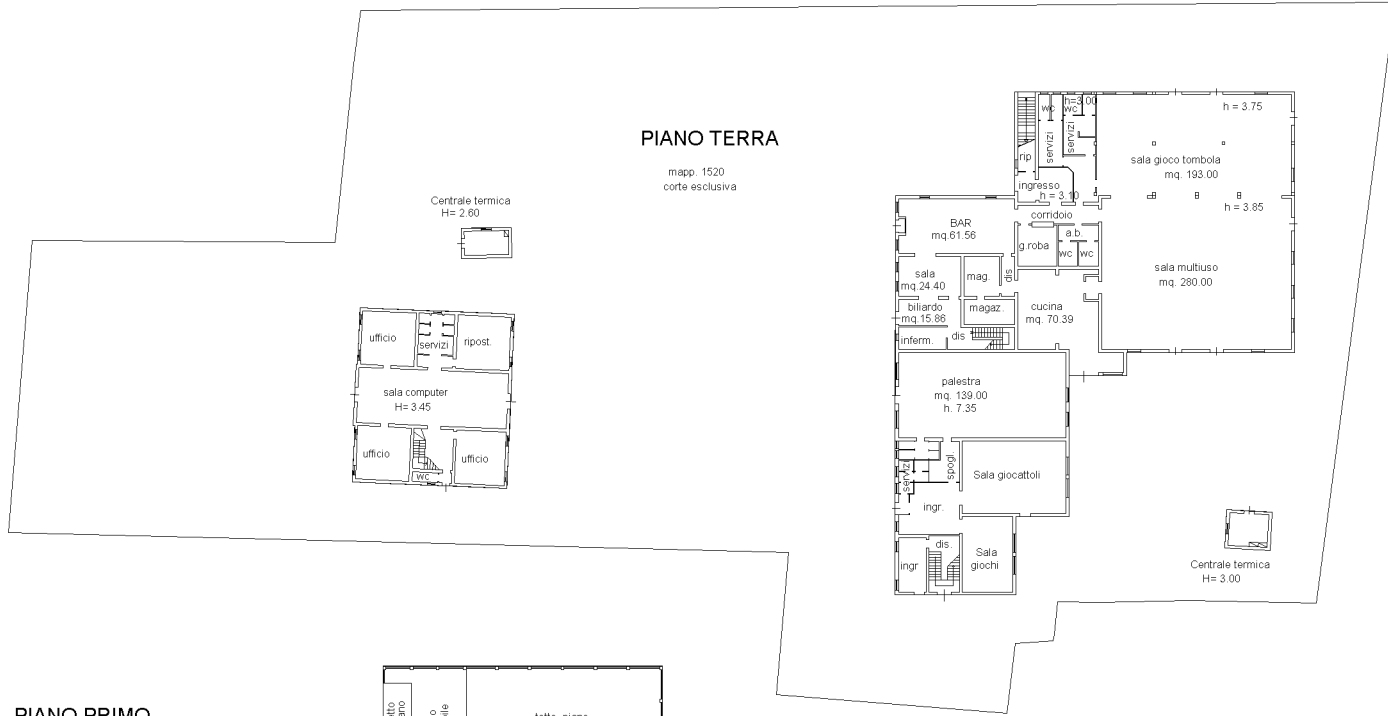 PIANO TERRA
mapp. 1520
corte esclusiva
Centrale termica
H= 2.60
ufficio
servizi
ripost.
sala computer
H= 3.45
ufficio
wc
ufficio
wc
h=3.00
wc
servizi
servizi
rip
ingresso
h = 3.10
h = 3.75
sala gioco tombola
mq. 193.00
h = 3.85
sala multiuso
mq. 280.00
corridoio
a.b.
g.roba
wc
wc
BAR
mq.61.56
sala
mq.24.40
mag.
dis
biliardo
mq.15.86
magaz.
cucina
mq. 70.39
inferm.
dis
palestra
mq. 139.00
h. 7.35
servizi
spogl.
Sala giocattoli
ingr.
dis.
ingr
Sala
giochi
Centrale termica
H= 3.00
PIANO PRIMO
tetto piano